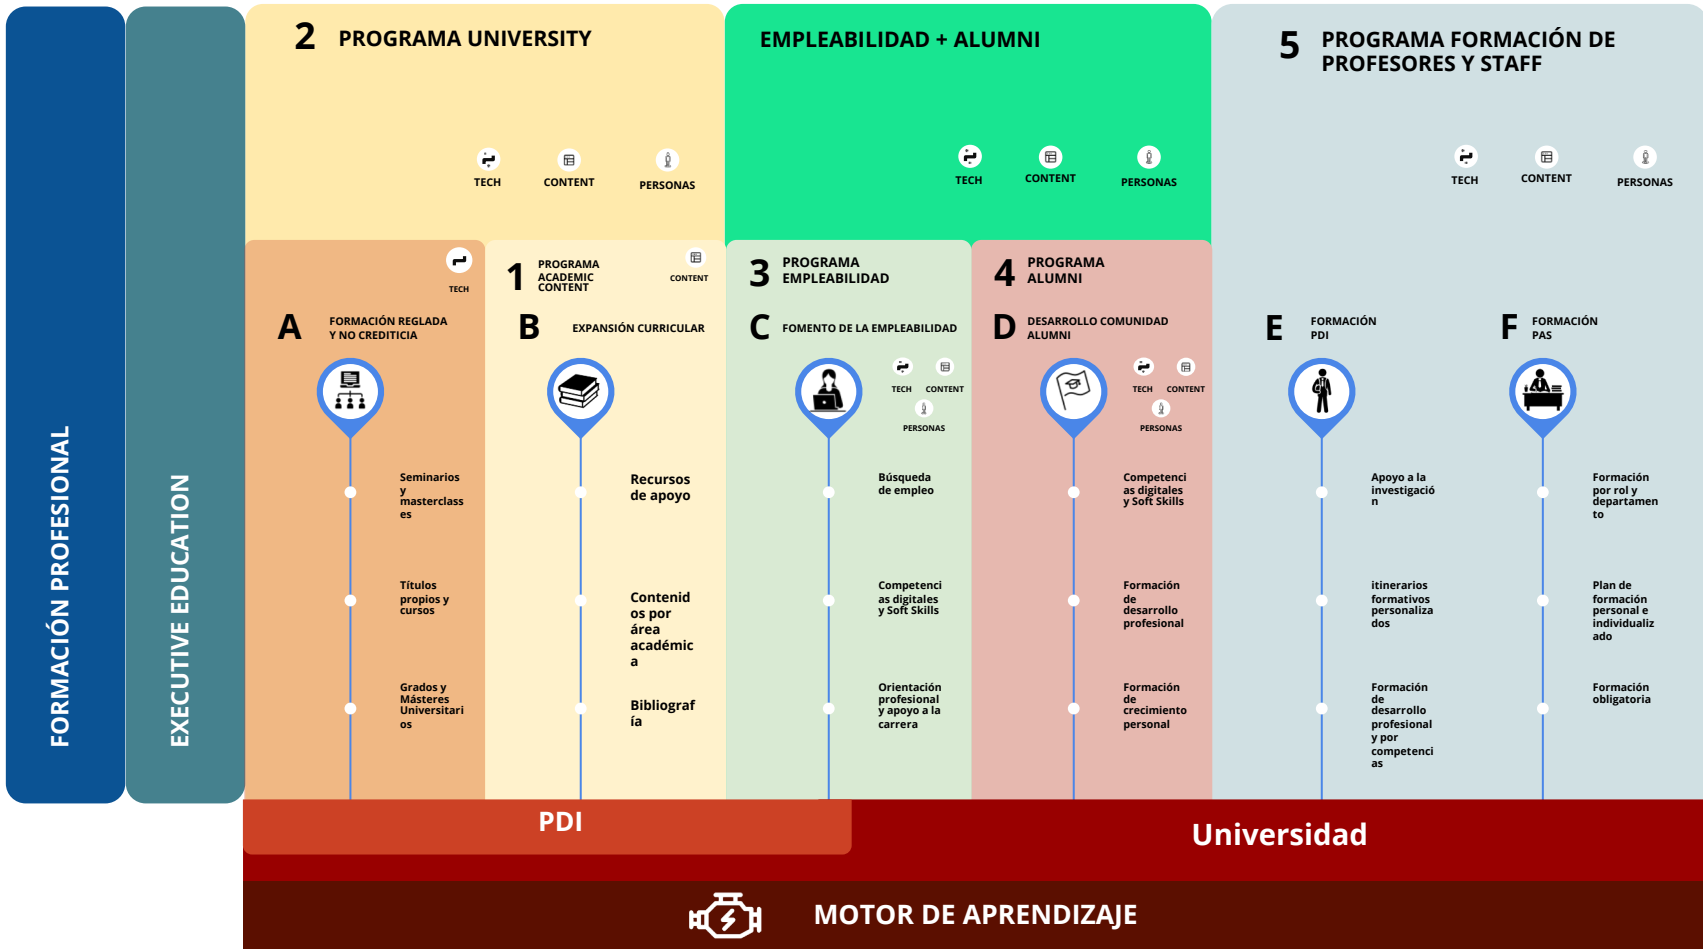 FORMACIÓN PROFESIONAL
EXECUTIVE EDUCATION
2
PROGRAMA UNIVERSITY
TECH
CONTENT
PERSONAS
EMPLEABILIDAD + ALUMNI
TECH
CONTENT
PERSONAS
5
PROGRAMA FORMACIÓN DE
PROFESORES Y STAFF
TECH
CONTENT
PERSONAS
TECH
A
FORMACIÓN REGLADA
Y NO CREDITICIA
Seminarios
y
masterclass
es
Títulos
propios y
cursos
Grados y
Másteres
Universitari
os
1
PROGRAMA
ACADEMIC
CONTENT
CONTENT
B
EXPANSIÓN CURRICULAR
Recursos
de apoyo
Contenid
os por
área
académic
a
Bibliograf
ía
3
PROGRAMA
EMPLEABILIDAD
C
FOMENTO DE LA EMPLEABILIDAD
TECH
CONTENT
PERSONAS
Búsqueda
de empleo
Competenci
as digitales
y Soft Skills
Orientación
profesional
y apoyo a la
carrera
4
PROGRAMA
ALUMNI
D
DESARROLLO COMUNIDAD
ALUMNI
TECH
CONTENT
PERSONAS
Competenci
as digitales
y Soft Skills
Formación
de
desarrollo
profesional
Formación
de
crecimiento
personal
E
FORMACIÓN
PDI
Apoyo a la
investigació
n
itinerarios
formativos
personaliza
dos
Formación
de
desarrollo
profesional
y por
competenci
as
F
FORMACIÓN
PAS
Formación
por rol y
departamen
to
Plan de
formación
personal e
individualiz
ado
Formación
obligatoria
PDI
Universidad
MOTOR DE APRENDIZAJE